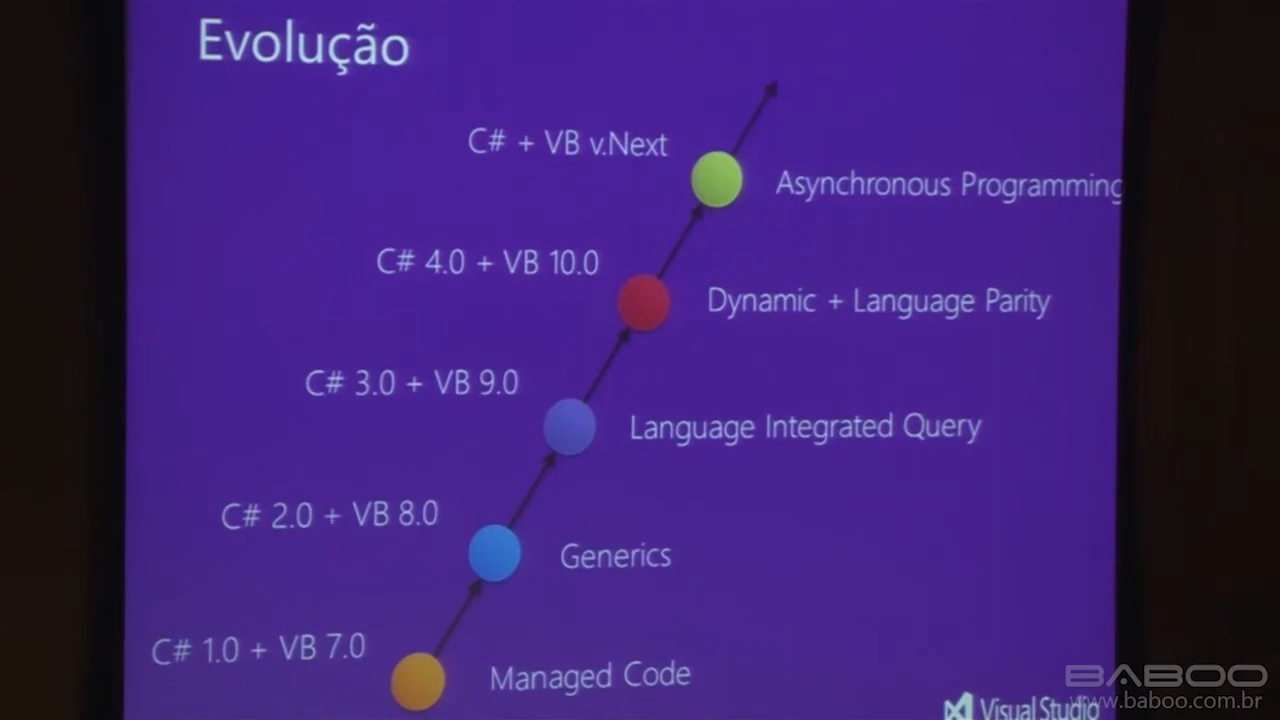 Evolução
C# + VB v.Next
Asynchronous Programming
C# 4.0 + VB 10.0
Dynamic + Language Parity
C# 3.0 + VB 9.0
Language Integrated Query
C# 2.0 + VB 8.0
Generics
C# 1.0 + VB 7.0
Managed Code
BABOO
www.baboo.com.br
Visual Studio